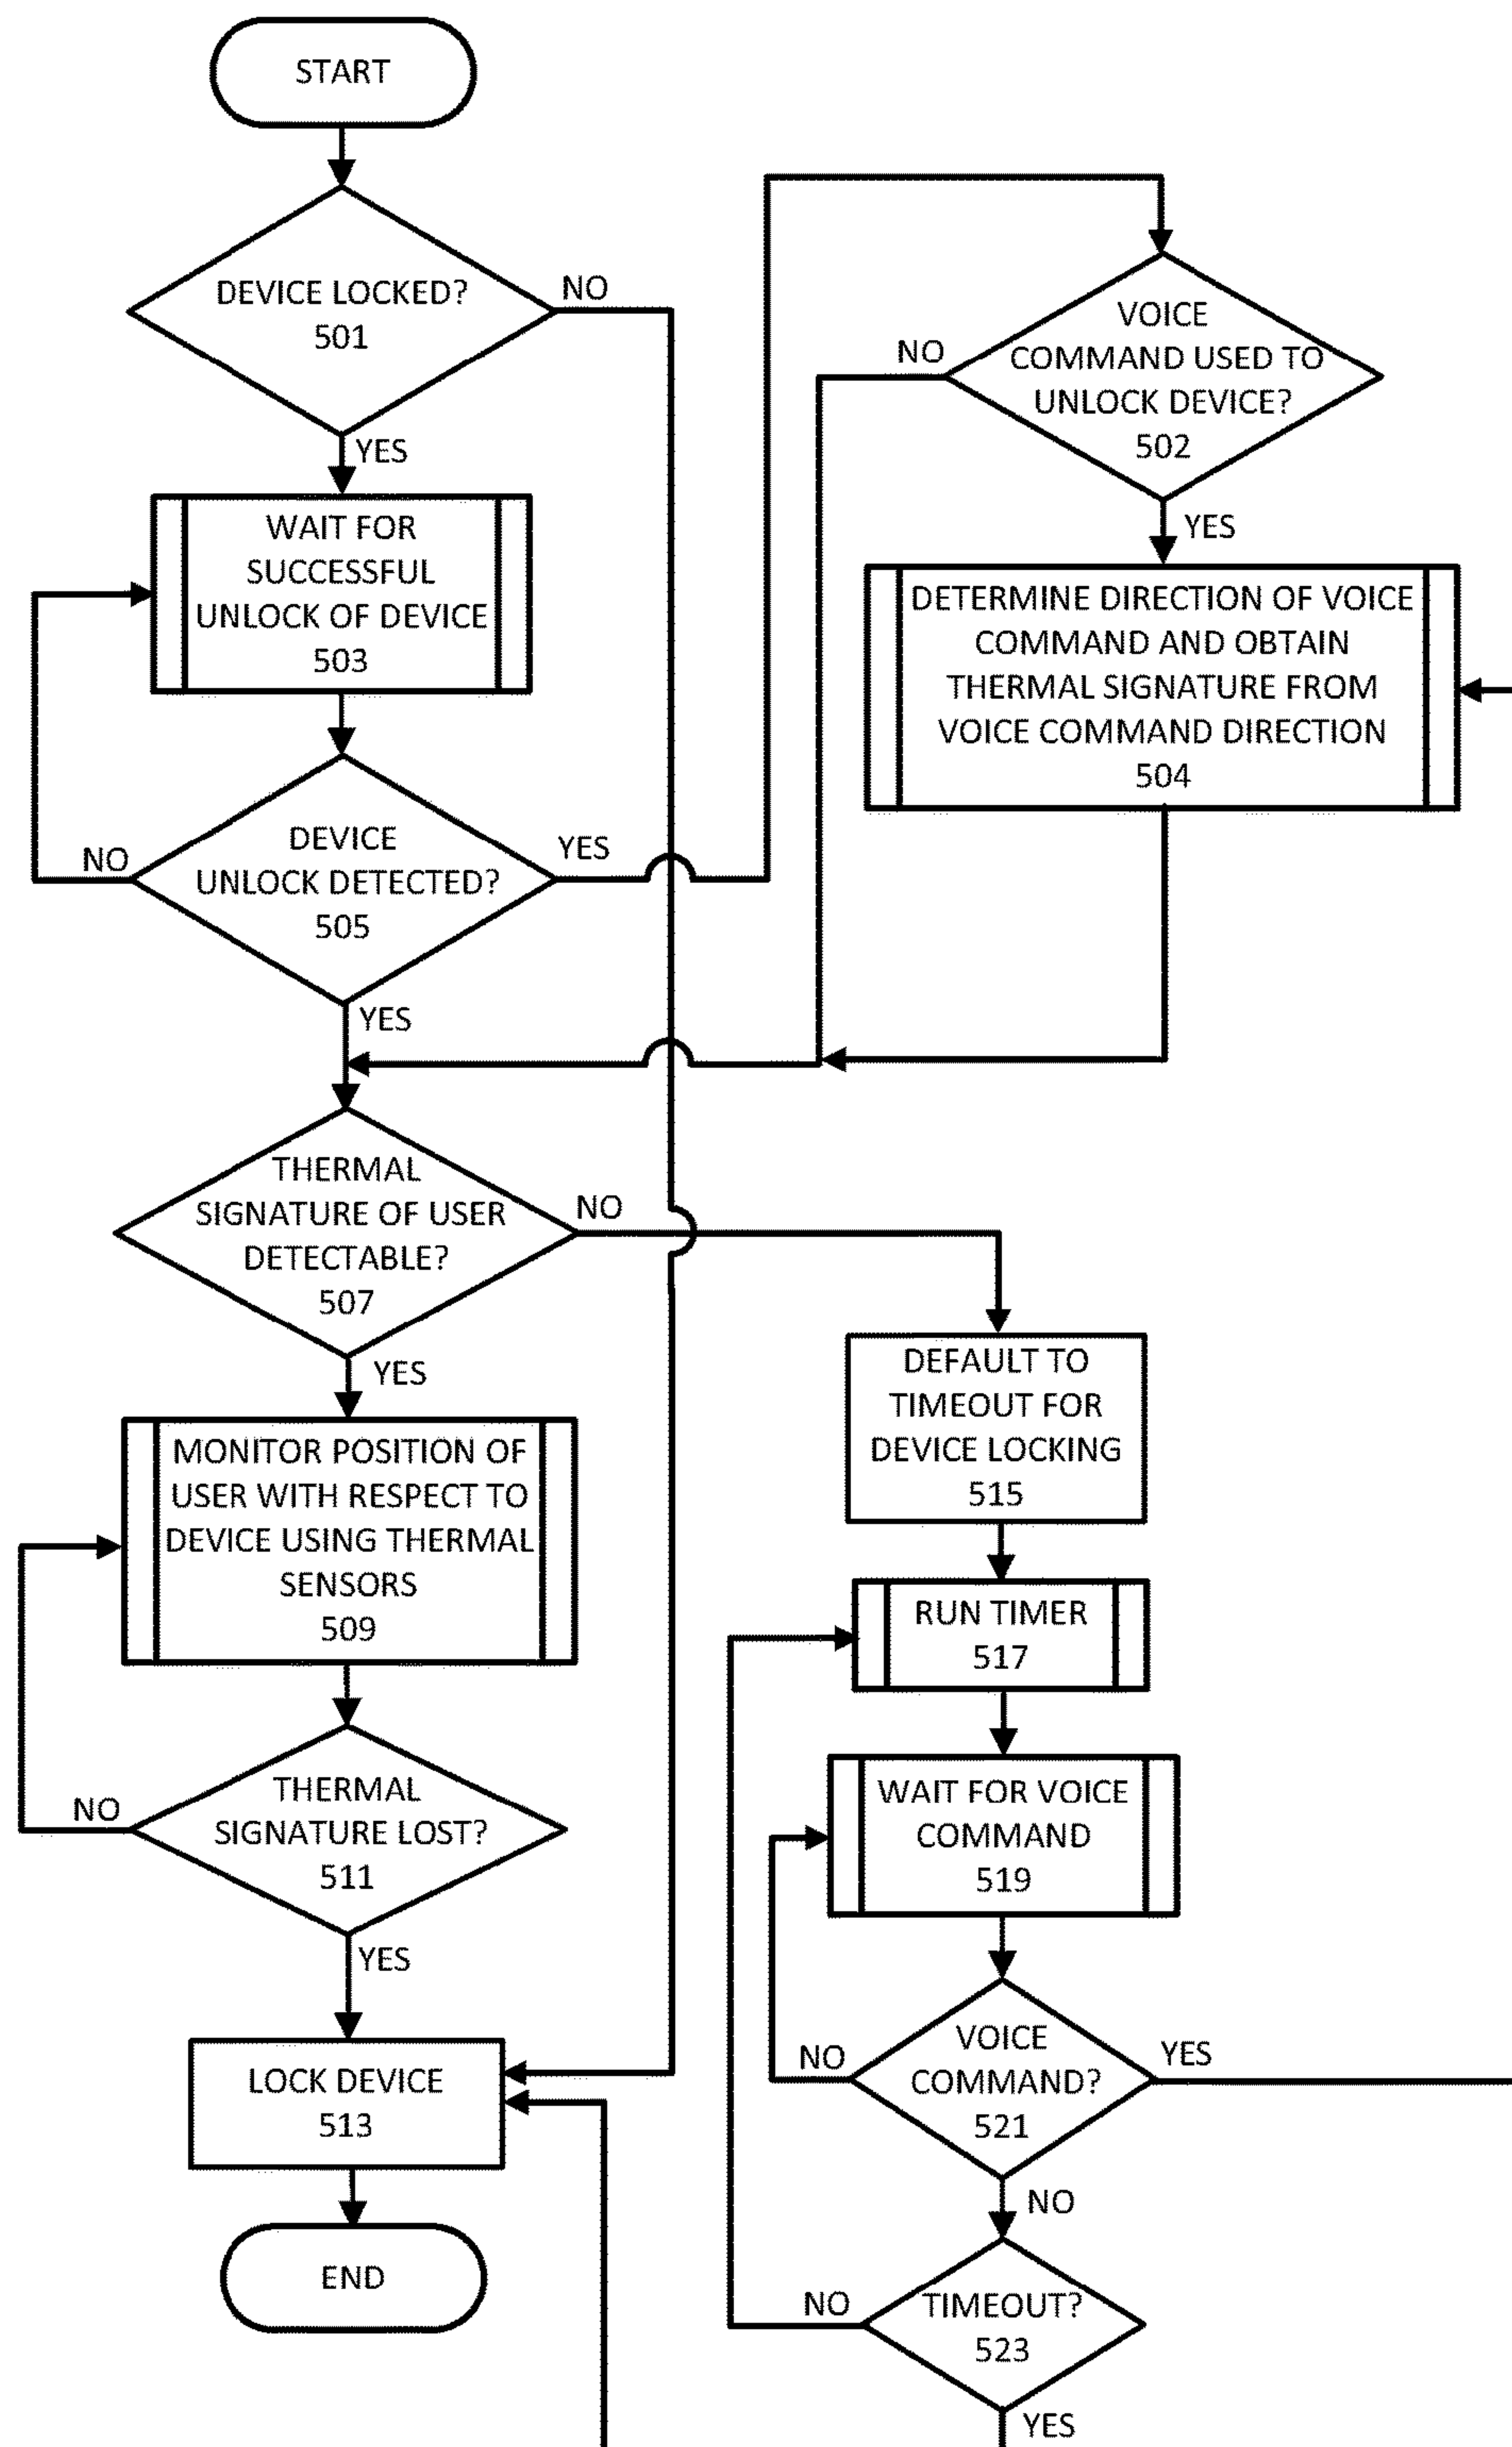 START
DEVICE LOCKED?
501
NO
YES
WAIT FOR
SUCCESSFUL
UNLOCK OF DEVICE
503
DEVICE
UNLOCK DETECTED?
505
NO
YES
YES
VOICE
COMMAND USED TO
UNLOCK DEVICE?
502
NO
YES
DETERMINE DIRECTION OF VOICE
COMMAND AND OBTAIN
THERMAL SIGNATURE FROM
VOICE COMMAND DIRECTION
504
THERMAL
SIGNATURE OF USER
DETECTABLE?
507
NO
YES
MONITOR POSITION OF
USER WITH RESPECT TO
DEVICE USING THERMAL
SENSORS
509
THERMAL
SIGNATURE LOST?
511
NO
YES
LOCK DEVICE
513
END
DEFAULT TO
TIMEOUT FOR
DEVICE LOCKING
515
RUN TIMER
517
WAIT FOR VOICE
COMMAND
519
VOICE
COMMAND?
521
NO
YES
NO
TIMEOUT?
523
NO
YES